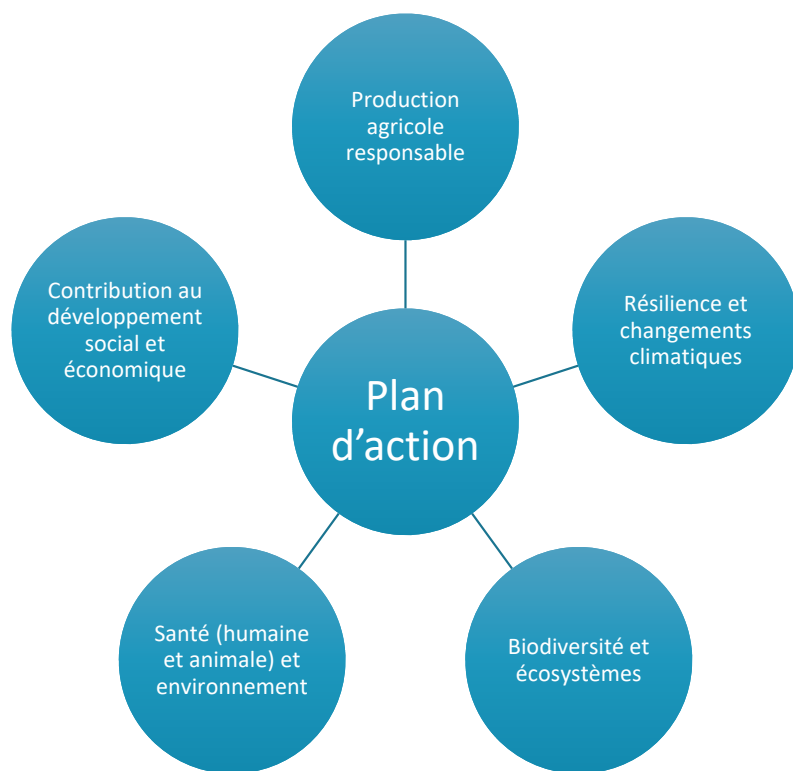 Production
agricole
responsable
Contribution au
développement
social et
économique
Résilience et
changements
climatiques
Plan
d’action
Santé (humaine
et animale) et
environnement
Biodiversité et
écosystèmes